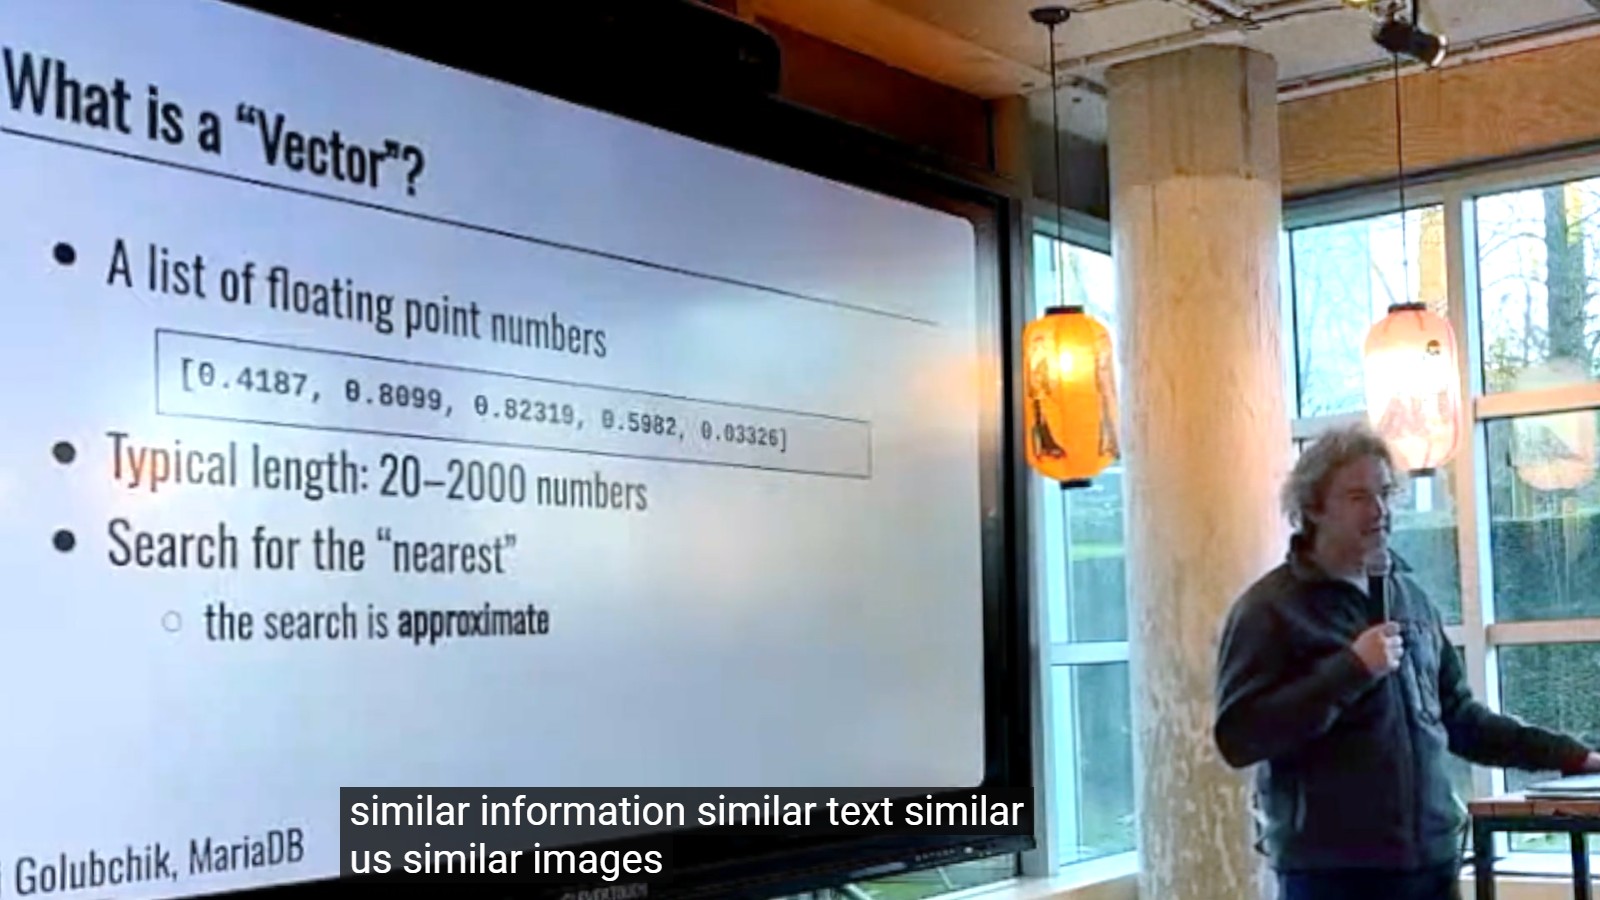 What is a “Vector”?
● A list of floating point numbers
[0.4187, 0.8099, 0.82319, 0.5982, 0.03326]
● Typical length: 20–2000 numbers
● Search for the “nearest”
○ the search is approximate
Golubchik, MariaDB
similar information similar text similar
us similar images